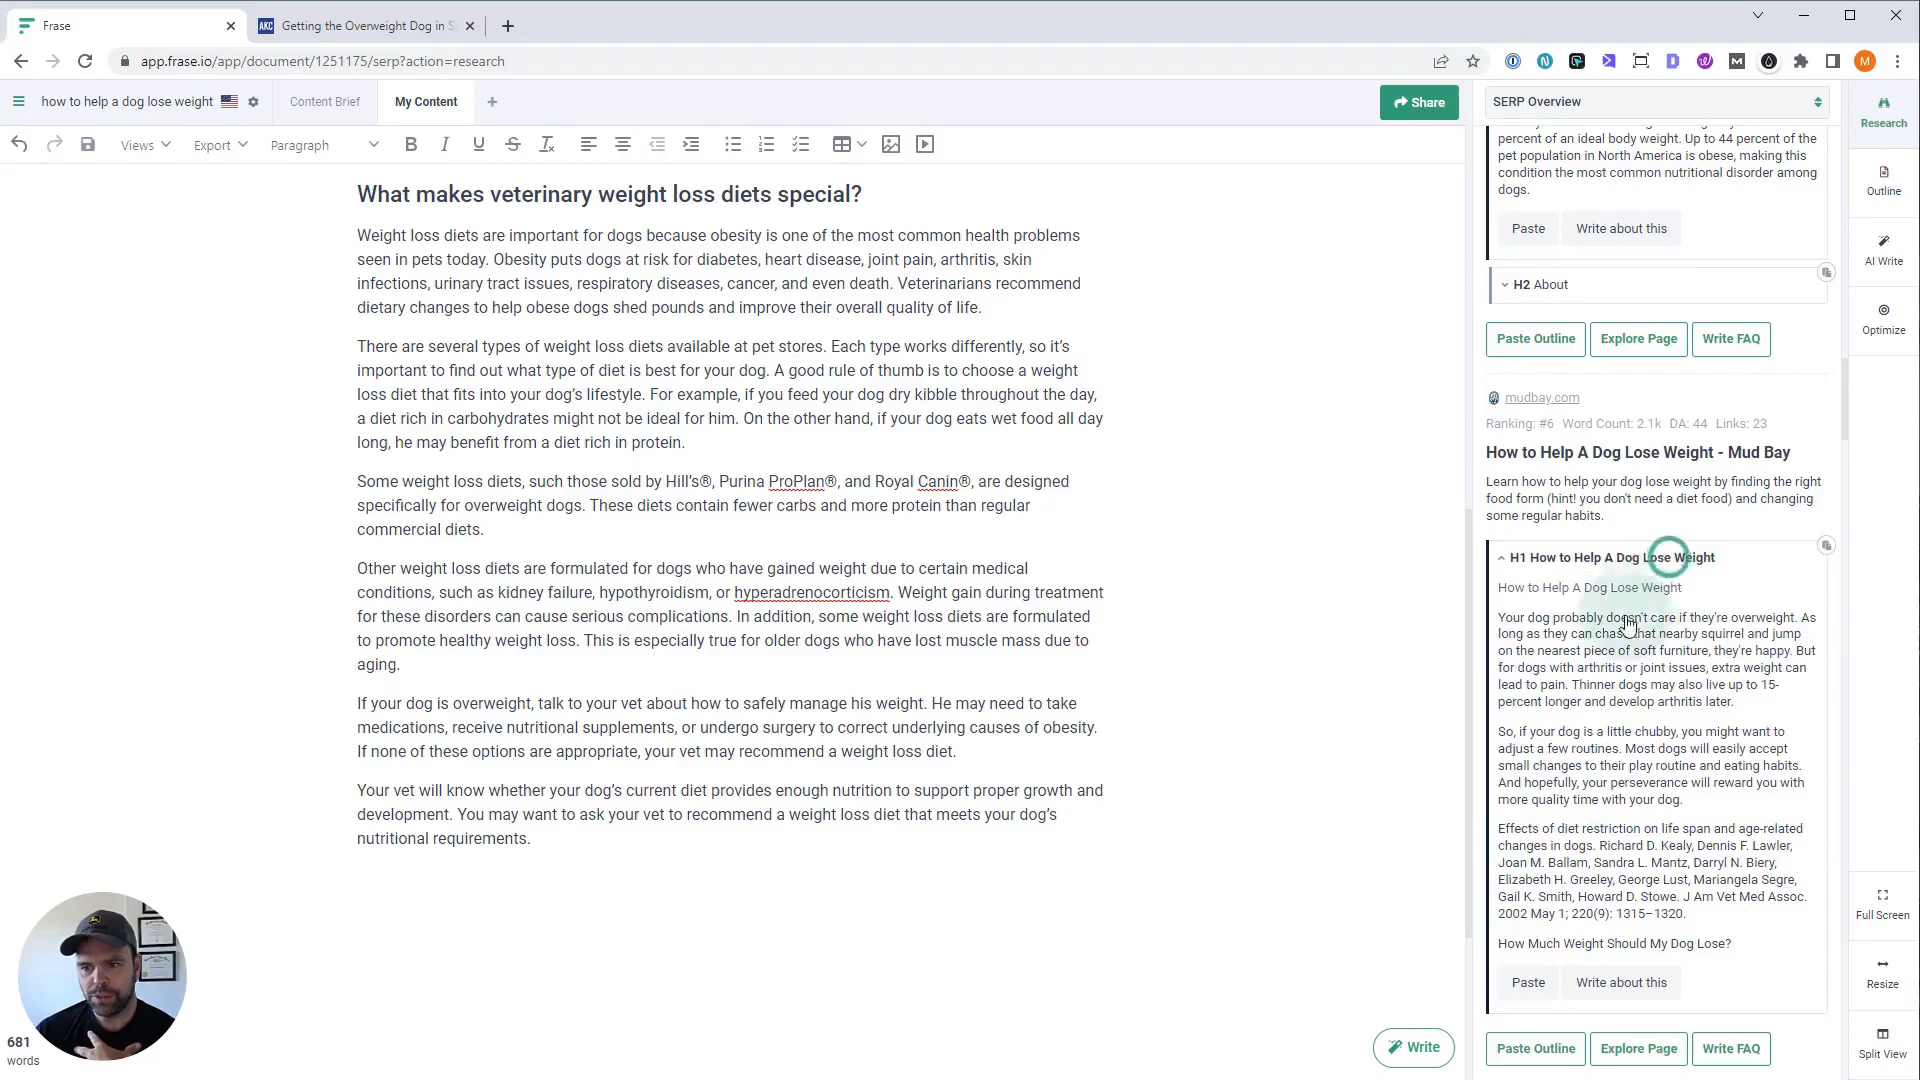 Frase
Getting the Overweight Dog in S
app.frase.io/app/document/1251175/serp?action=research
how to help a dog lose weight
Content Brief
My Content
Share
Views
Export
Paragraph
What makes veterinary weight loss diets special?
Weight loss diets are important for dogs because obesity is one of the most common health problems
seen in pets today. Obesity puts dogs at risk for diabetes, heart disease, joint pain, arthritis, skin
infections, urinary tract issues, respiratory diseases, cancer, and even death. Veterinarians recommend
dietary changes to help obese dogs shed pounds and improve their overall quality of life.
There are several types of weight loss diets available at pet stores. Each type works differently, so it's
important to find out what type of diet is best for your dog. A good rule of thumb is to choose a weight
loss diet that fits into your dog's lifestyle. For example, if you feed your dog dry kibble throughout the day,
a diet rich in carbohydrates might not be ideal for him. On the other hand, if your dog eats wet food all day
long, he may benefit from a diet rich in protein.
Some weight loss diets, such as those sold by Hill's®, Purina ProPlan®, and Royal Canin®, are designed
specifically for overweight dogs. These diets contain fewer carbs and more protein than regular
commercial diets.
Other weight loss diets are formulated for dogs who have gained weight due to certain medical
conditions, such as kidney failure, hypothyroidism, or hyperadrenocorticism. Weight gain during treatment
for these disorders can cause serious complications. In addition, some weight loss diets are formulated
to promote healthy weight loss. This is especially true for older dogs who have lost muscle mass due to
aging.
If your dog is overweight, talk to your vet about how to safely manage his weight. He may need to take
medications, receive nutritional supplements, or undergo surgery to correct underlying causes of obesity.
If none of these options are appropriate, your vet may recommend a weight loss diet.
Your vet will know whether your dog's current diet provides enough nutrition to support proper growth and
development. You may want to ask your vet to recommend a weight loss diet that meets your dog's
nutritional requirements.
681
words
Write
SERP Overview
percent of an ideal body weight. Up to 44 percent of the
pet population in North America is obese, making this
condition the most common nutritional disorder among
dogs.
Paste
Write about this
H2 About
Paste Outline
Explore Page
Write FAQ
mudbay.com
Ranking: #6 Word Count: 2.1k DA: 44 Links: 23
How to Help A Dog Lose Weight - Mud Bay
Learn how to help your dog lose weight by finding the right
food form (hint! you don't need a diet food) and changing
some regular habits.
H1 How to Help A Dog Lose Weight
How to Help A Dog Lose Weight
Your dog probably doesn't care if they're overweight. As
long as they can chase that nearby squirrel and jump
on the nearest piece of soft furniture, they're happy. But
for dogs with arthritis or joint issues, extra weight can
lead to pain. Thinner dogs may also live up to 15-
percent longer and develop arthritis later.
So, if your dog is a little chubby, you might want to
adjust a few routines. Most dogs will easily accept
small changes to their play routine and eating habits.
And hopefully, your perseverance will reward you with
more quality time with your dog.
Effects of diet restriction on life span and age-related
changes in dogs. Richard D. Kealy, Dennis F. Lawler,
Joan M. Ballam, Sandra L. Mantz, Darryl N. Biery,
Elizabeth H. Greeley, George Lust, Mariangela Segre,
Gail K. Smith, Howard D. Stowe. J Am Vet Med Assoc.
2002 May 1; 220(9): 1315–1320.
How Much Weight Should My Dog Lose?
Paste
Write about this
Paste Outline
Explore Page
Write FAQ
Research
Outline
AI Write
Optimize
Full Screen
Resize
Split View